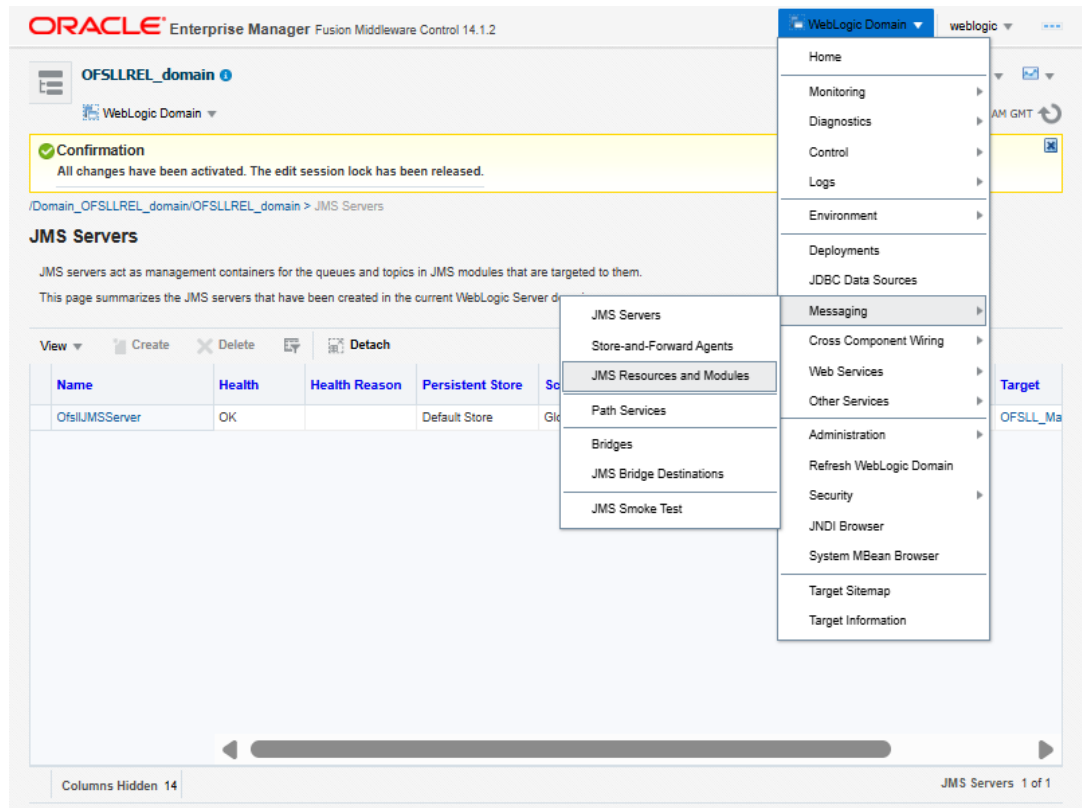 ORACLE® Enterprise Manager Fusion Middleware Control 14.1.2
WebLogic Domain
weblogic
OFSLLREL_domain
WebLogic Domain
AM GMT
Confirmation
All changes have been activated. The edit session lock has been released.
/Domain_OFSLLREL_domain/OFSLLREL_domain > JMS Servers
JMS Servers
JMS servers act as management containers for the queues and topics in JMS modules that are targeted to them.
This page summarizes the JMS servers that have been created in the current WebLogic Server
View Create Delete Detach
Name Health Health Reason Persistent Store Target
OfsllJMSServer OK Default Store OFSLL_Ma
Columns Hidden 14
JMS Servers 1 of 1
Home
Monitoring
Diagnostics
Control
Logs
Environment
Deployments
JDBC Data Sources
Messaging
Cross Component Wiring
Web Services
Other Services
Administration
Refresh WebLogic Domain
Security
JNDI Browser
System MBean Browser
Target Sitemap
Target Information
JMS Servers
Store-and-Forward Agents
JMS Resources and Modules
Path Services
Bridges
JMS Bridge Destinations
JMS Smoke Test